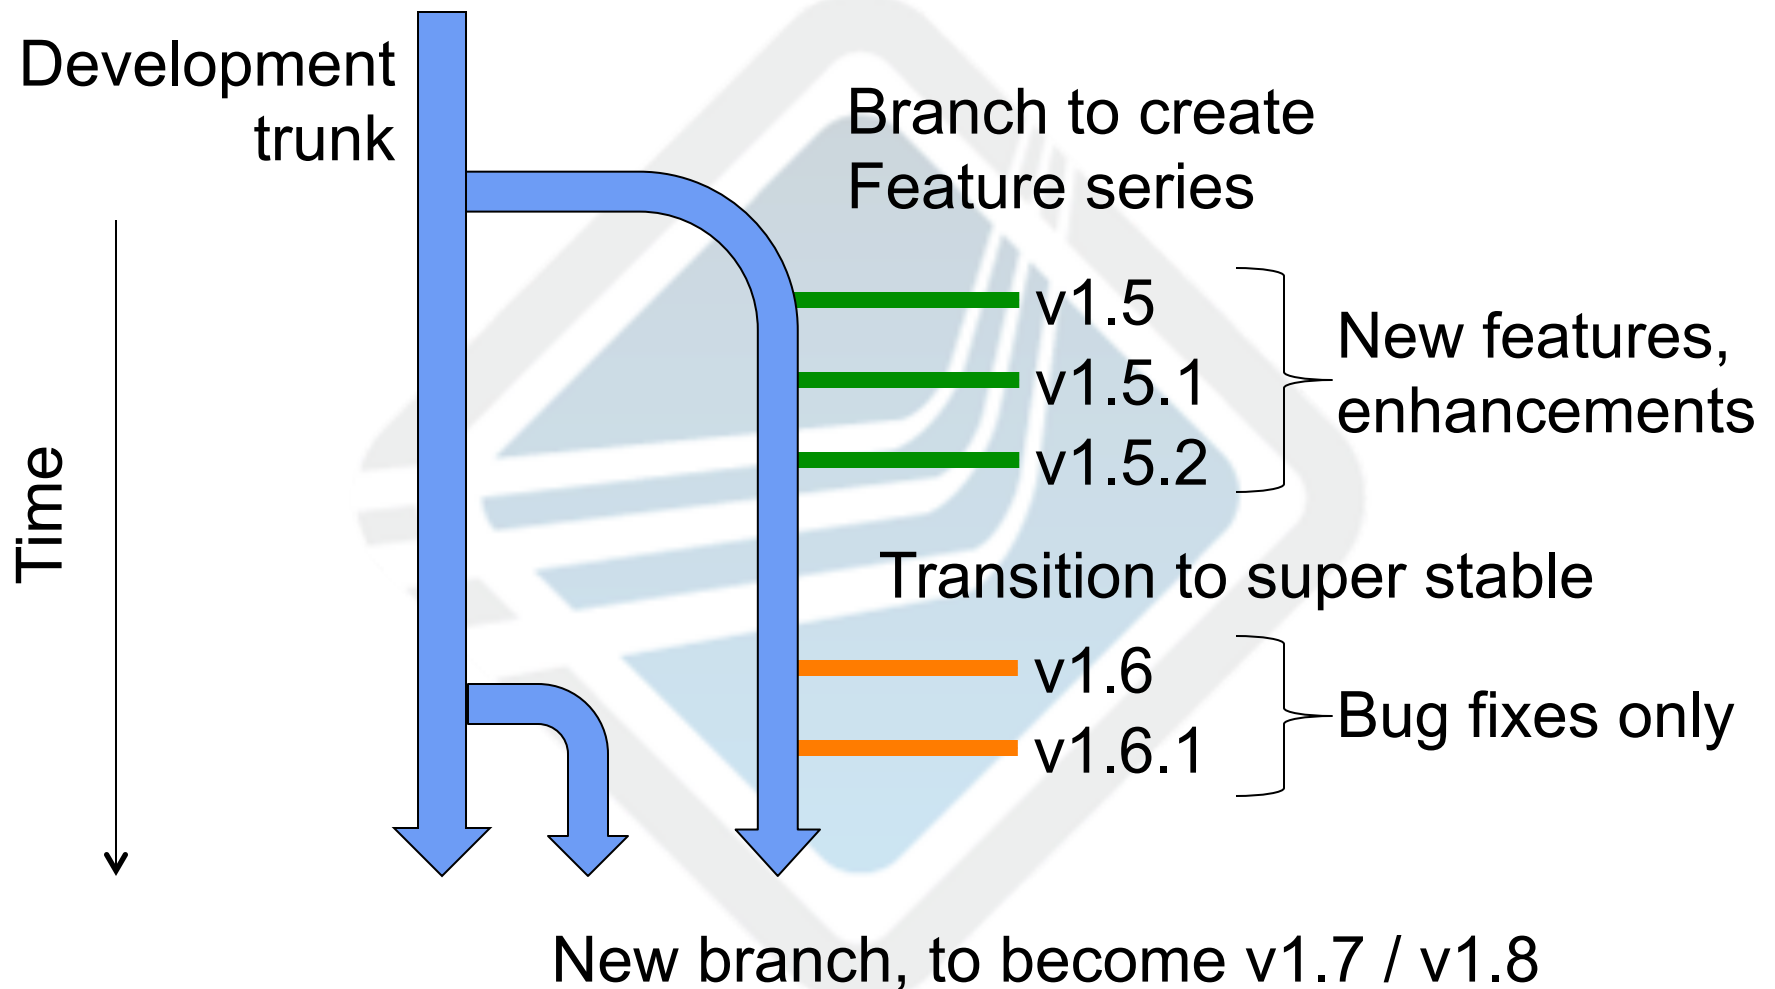 Development
trunk
Branch to create
Feature series
v1.5
v1.5.1
v1.5.2
New features,
enhancements
Time
Transition to super stable
v1.6
v1.6.1
Bug fixes only
New branch, to become v1.7 / v1.8